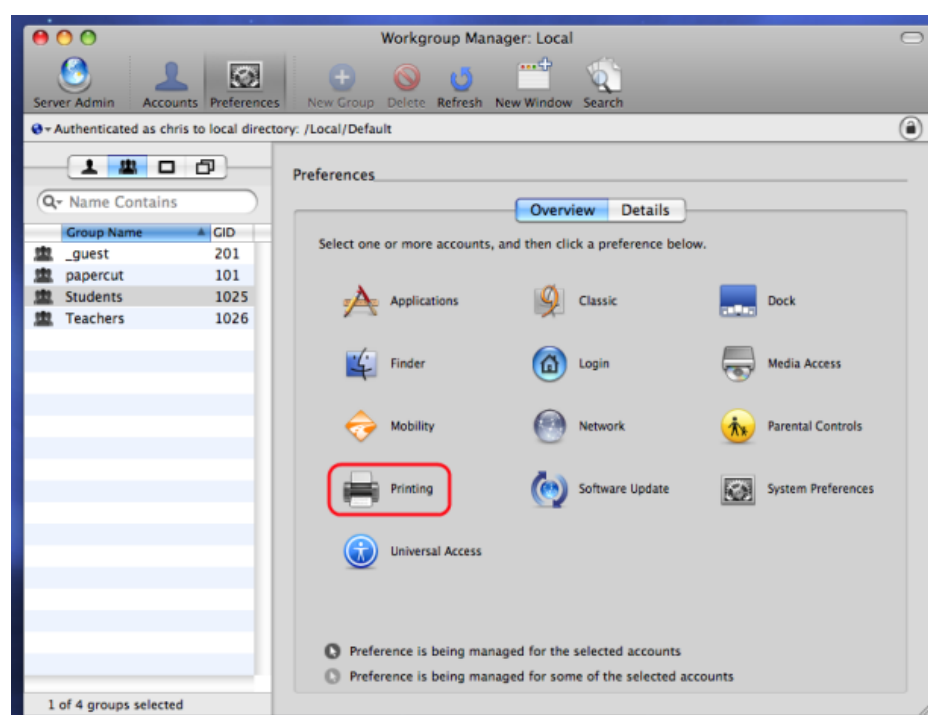 Workgroup Manager: Local
Server Admin Accounts Preferences New Group Delete Refresh New Window Search
Authenticated as chris to local directory: /Local/Default
Preferences
Name Contains
Overview Details
Group Name GID
Select one or more accounts, and then click a preference below.
_guest 201
papercut 101
Students 1025
Teachers 1026
Applications Classic Dock
Finder Login Media Access
Mobility Network Parental Controls
Printing Software Update System Preferences
Universal Access
Preference is being managed for the selected accounts
Preference is being managed for some of the selected accounts
1 of 4 groups selected